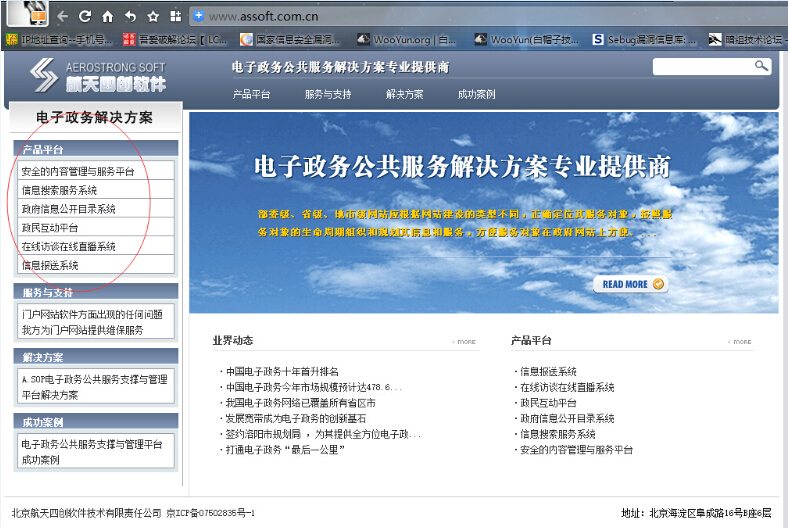 www.assoft.com.cn
IP地址查询--手机号...
吾爱破解论坛【LC...
国家信息安全漏洞...
WooYun.org | 白...
WooYun(白帽子技...
Sebug漏洞信息库:...
暗组技术论坛 -
AEROSTRONG SOFT
航天四创软件
电子政务公共服务解决方案专业提供商
产品平台
服务与支持
解决方案
成功案例
电子政务解决方案
产品平台
安全的内容管理与服务平台
信息搜索服务系统
政府信息公开目录系统
政民互动平台
在线访谈在线直播系统
信息报送系统
服务与支持
门户网站软件方面出现的任何问题
我方为门户网站提供维保服务
解决方案
A.SOP电子政务公共服务支撑与管理
平台解决方案
成功案例
电子政务公共服务支撑与管理平台
成功案例
电子政务公共服务解决方案专业提供商
部委级、省级、地市级网站应根据网站建设的类型不同,正确定位其服务对象,按照服
务对象的生命周期组织和规划其信息和服务,方便服务对象在政府网站上方便. ...
READ MORE
业界动态
- MORE
·中国电子政务十年首升排名
·中国电子政务今年市场规模预计达478.6...
·我国电子政务网络已覆盖所有省区市
·发展宽带成为电子政务的创新基石
·签约洛阳市规划局 ，为其提供全方位电子政...
·打通电子政务“最后一公里”
产品平台
- MORE
·信息报送系统
·在线访谈在线直播系统
·政民互动平台
·政府信息公开目录系统
·信息搜索服务系统
·安全的内容管理与服务平台
北京航天四创软件技术有限责任公司 京ICP备07502835号-1
地址：北京海淀区阜成路16号B座6层